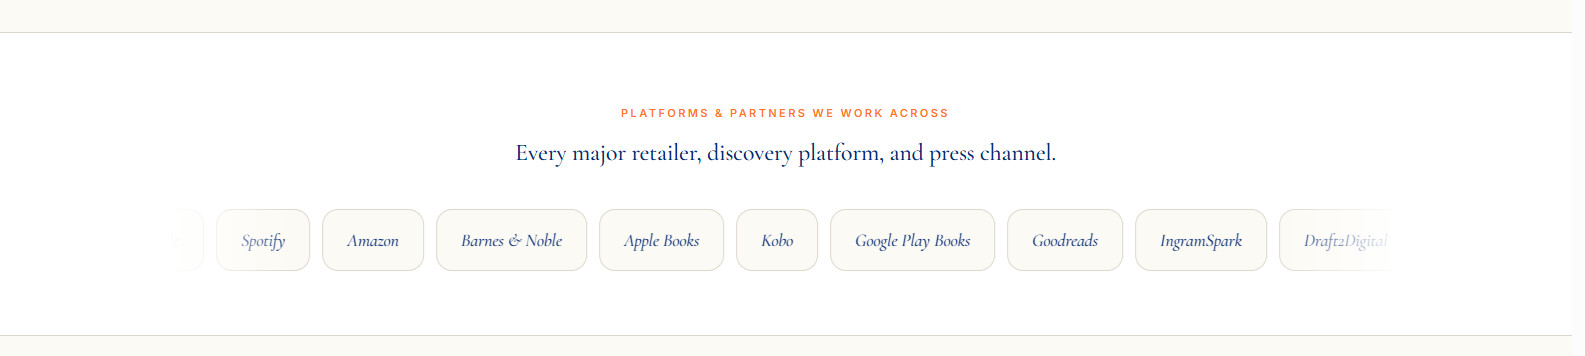 PLATFORMS & PARTNERS WE WORK ACROSS
Every major retailer, discovery platform, and press channel.
Spotify Amazon Barnes & Noble Apple Books Kobo Google Play Books Goodreads IngramSpark Draft2Digital